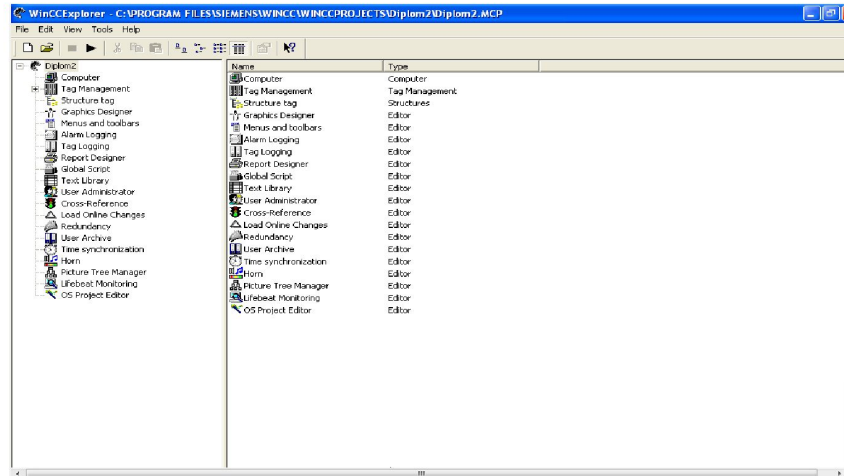 WinCCExplorer - C:\PROGRAM FILES\SIEMENS\WINCC\WINCCPROJECTS\Diplom2\Diplom2.MCP
File Edit View Tools Help
Diplom2
Computer
Tag Management
Structure tag
Graphics Designer
Menus and toolbars
Alarm Logging
Tag Logging
Report Designer
Global Script
Text Library
User Administrator
Cross-Reference
Load Online Changes
Redundancy
User Archive
Time synchronization
Horn
Picture Tree Manager
Lifebeat Monitoring
OS Project Editor
Name Type
Computer Computer
Tag Management Tag Management
Structure tag Structures
Graphics Designer Editor
Menus and toolbars Editor
Alarm Logging Editor
Tag Logging Editor
Report Designer Editor
Global Script Editor
Text Library Editor
User Administrator Editor
Cross-Reference Editor
Load Online Changes Editor
Redundancy Editor
User Archive Editor
Time synchronization Editor
Horn Editor
Picture Tree Manager Editor
Lifebeat Monitoring Editor
OS Project Editor Editor